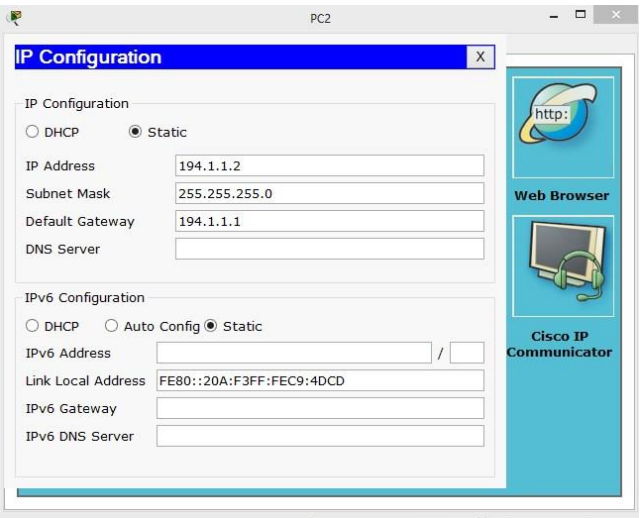 PC2
IP Configuration
X
IP Configuration
DHCP Static
IP Address 194.1.1.2
Subnet Mask 255.255.255.0
Default Gateway 194.1.1.1
DNS Server
IPv6 Configuration
DHCP Auto Config Static
IPv6 Address /
Link Local Address FE80::20A:F3FF:FEC9:4DCD
IPv6 Gateway
IPv6 DNS Server
http:
Web Browser
Cisco IP
Communicator